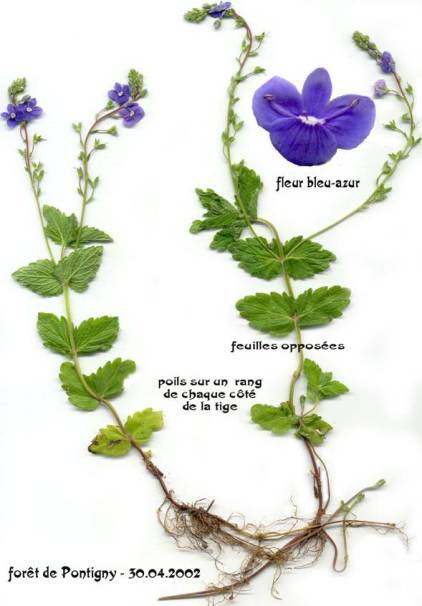 fleur bleu-azur
feuilles opposées
poils sur un rang
de chaque côté
de la tige
forêt de Pontigny - 30.04.2002